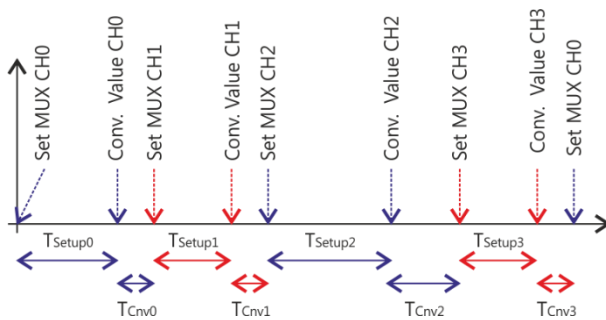 Set MUX CH0
Conv. Value CH0
Set MUX CH1
Conv. Value CH1
Set MUX CH2
Conv. Value CH2
Set MUX CH3
Conv. Value CH3
Set MUX CH0
TSetup0
TSetup1
TSetup2
TSetup3
TCnv0
TCnv1
TCnv2
TCnv3